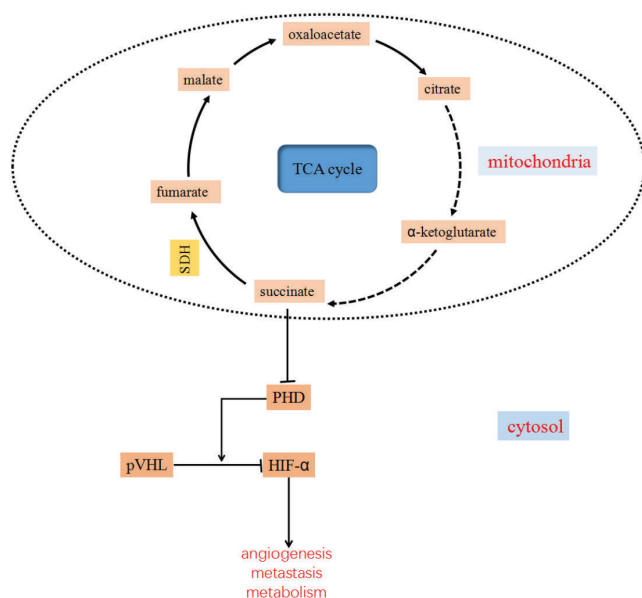 oxaloacetate
malate
citrate
TCA cycle
mitochondria
fumarate
α-ketoglutarate
SDH
succinate
PHD
cytosol
pVHL
HIF-α
angiogenesis
metastasis
metabolism